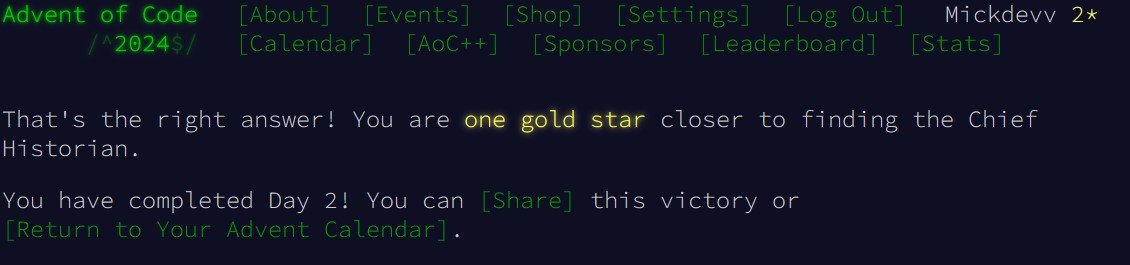 Advent of Code [About] [Events] [Shop] [Settings] [Log Out] Mickdevv 2*
/^2024$/ [Calendar] [AoC++] [Sponsors] [Leaderboard] [Stats]
That's the right answer! You are one gold star closer to finding the Chief
Historian.
You have completed Day 2! You can [Share] this victory or
[Return to Your Advent Calendar].